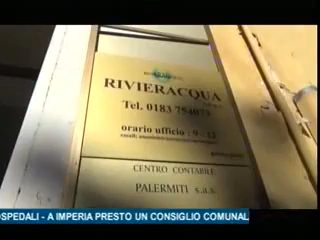 RIVIERACQUA
Tel. 0183 754073
orario ufficio : 9 - 12
CENTRO CONTABILE
PALERMITI s.a.s.
OSPEDALI - A IMPERIA PRESTO UN CONSIGLIO COMUNAL